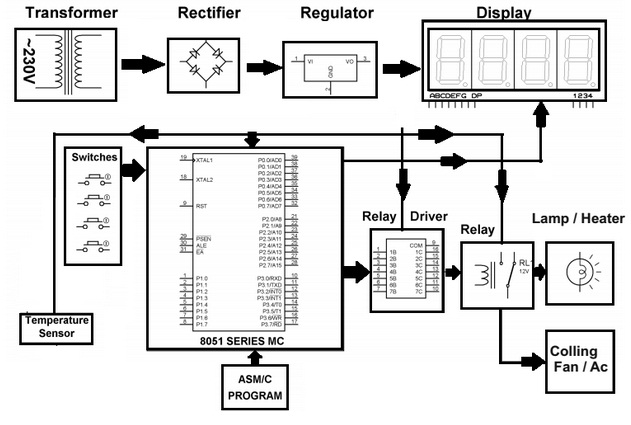 Transformer Rectifier Regulator Display
~230V
1 VI VO 3
GND
2
ABCDEFG DP 1234
Switches
19 XTAL1 P0.0/AD0 39
P0.1/AD1 38
18 XTAL2 P0.2/AD2 37
P0.3/AD3 36
P0.4/AD4 35
P0.5/AD5 34
9 RST P0.6/AD6 33
P0.7/AD7 32
P2.0/A8 21
P2.1/A9 22
P2.2/A10 23
29 PSEN P2.3/A11 24
30 ALE P2.4/A12 25
31 EA P2.5/A13 26
P2.6/A14 27
P2.7/A15 28
1 P1.0 P3.0/RXD 10
2 P1.1 P3.1/TXD 11
3 P1.2 P3.2/INT0 12
4 P1.3 P3.3/INT1 13
5 P1.4 P3.4/T0 14
6 P1.5 P3.5/T1 15
7 P1.6 P3.6/WR 16
8 P1.7 P3.7/RD 17
8051 SERIES MC
Temperature
Sensor
ASM/C
PROGRAM
Relay Driver
COM 9
1 1B 1C
2 2B 2C
3 3B 3C
4 4B 4C
5 5B 5C
6 6B 6C
7 7B 7C
Relay
RL
12V
Lamp / Heater
Colling
Fan / Ac